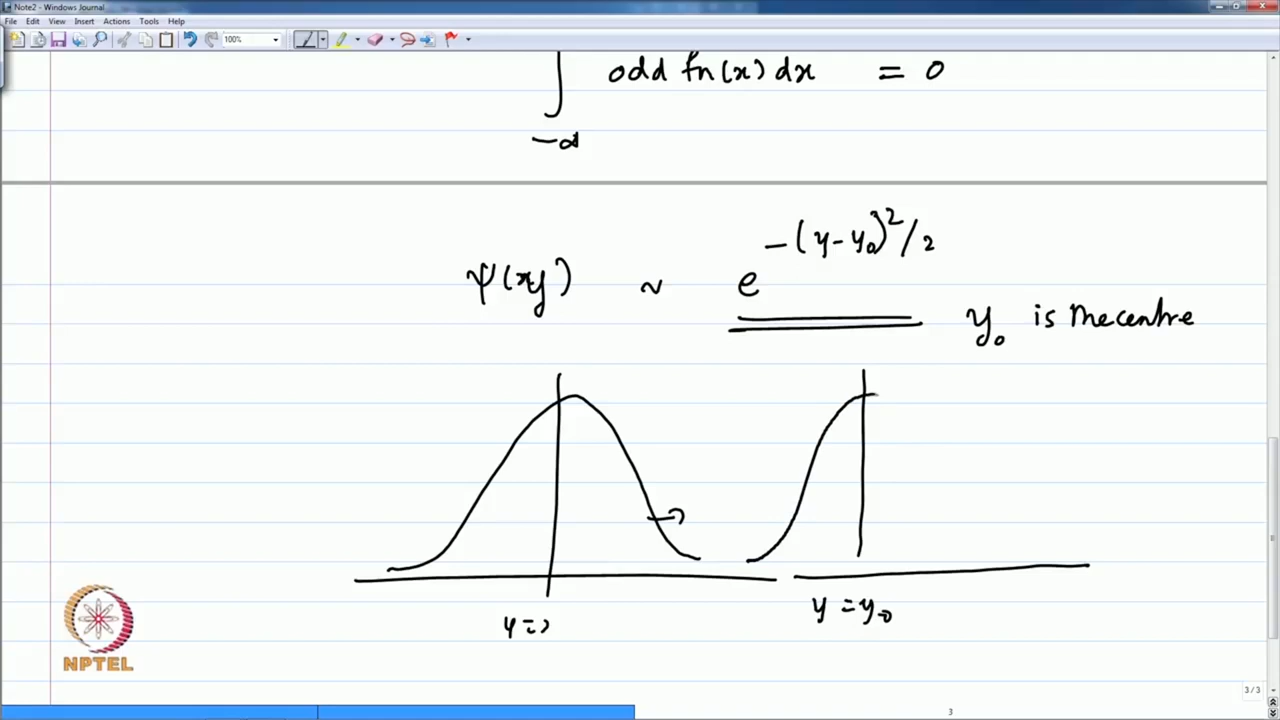 Note2 - Windows Journal
File Edit View Insert Actions Tools Help
100%
∫ odd fn(x) dx = 0
-∞
ψ(xy) ~ e^{-(y-y₀)²/2}
y₀ is the centre
y = y₀
NPTEL
3/3
3